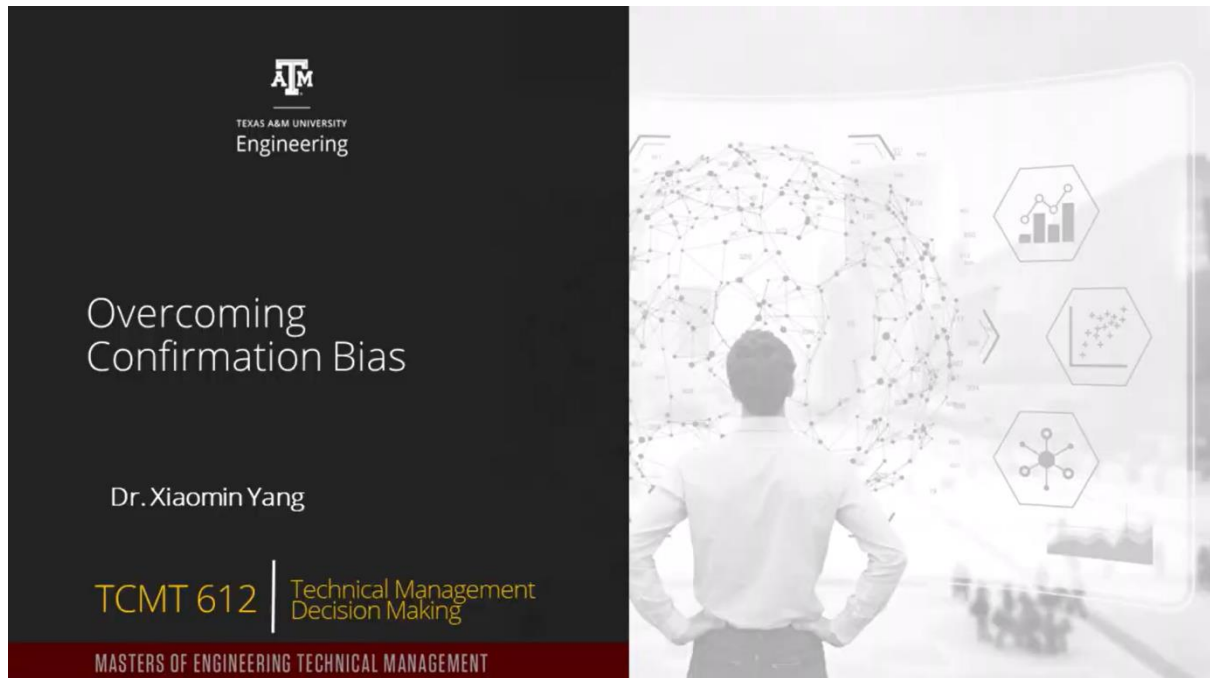 ATM
TEXAS A&M UNIVERSITY
Engineering
Overcoming
Confirmation Bias
Dr. Xiaomin Yang
TCMT 612
Technical Management
Decision Making
MASTERS OF ENGINEERING TECHNICAL MANAGEMENT